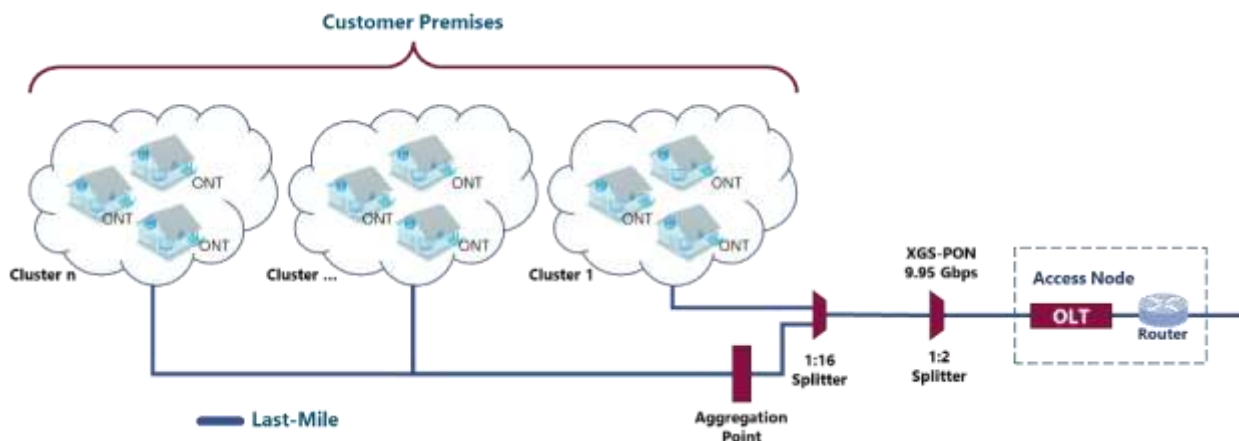 Customer Premises
ONT
ONT
ONT
Cluster n
ONT
ONT
ONT
Cluster ...
ONT
ONT
ONT
Cluster 1
XGS-PON
9.95 Gbps
Access Node
OLT
Router
1:16
Splitter
1:2
Splitter
Aggregation
Point
Last-Mile